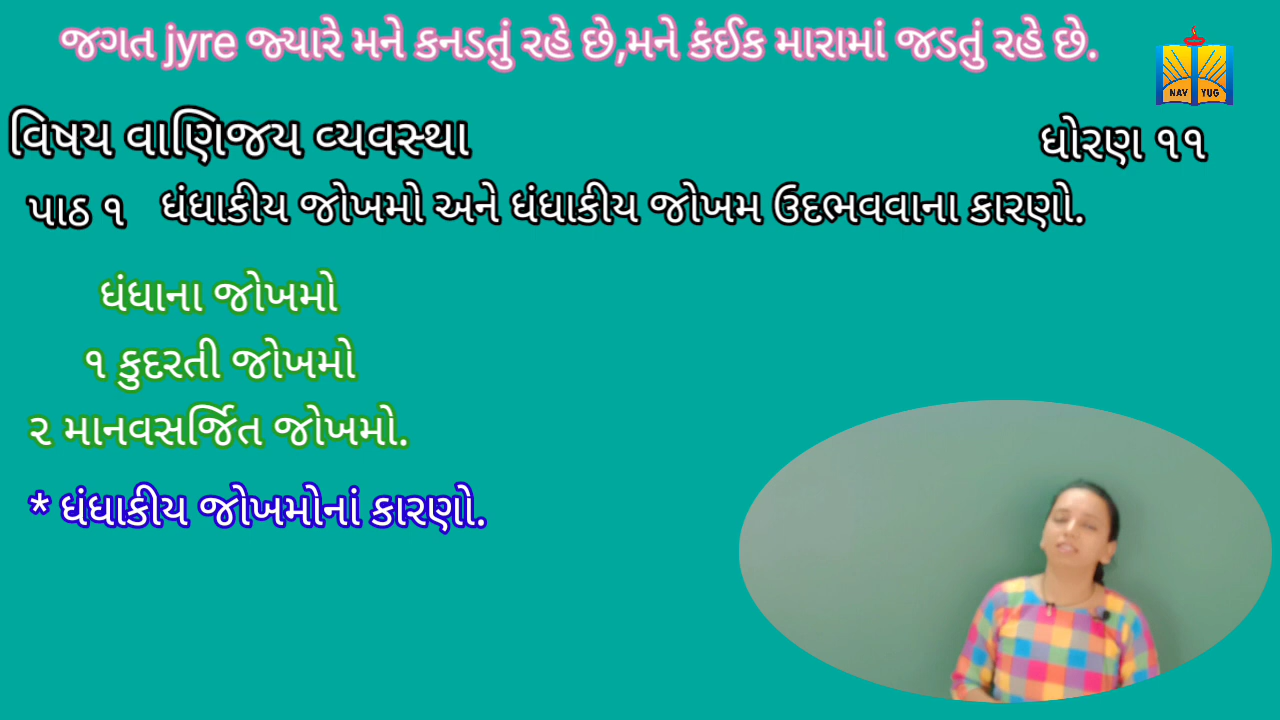 જગત jyre જ્યારે મને કનડતું રહે છે,મને કંઈક મારામાં જડતું રહે છે.
NAV YUG
વિષય વાણિજય વ્યવસ્થા
ધોરણ ૧૧
પાઠ ૧ ધંધાકીય જોખમો અને ધંધાકીય જોખમ ઉદભવવાના કારણો.
ધંધાના જોખમો
૧ કુદરતી જોખમો
૨ માનવસર્જિત જોખમો.
* ધંધાકીય જોખમોનાં કારણો.